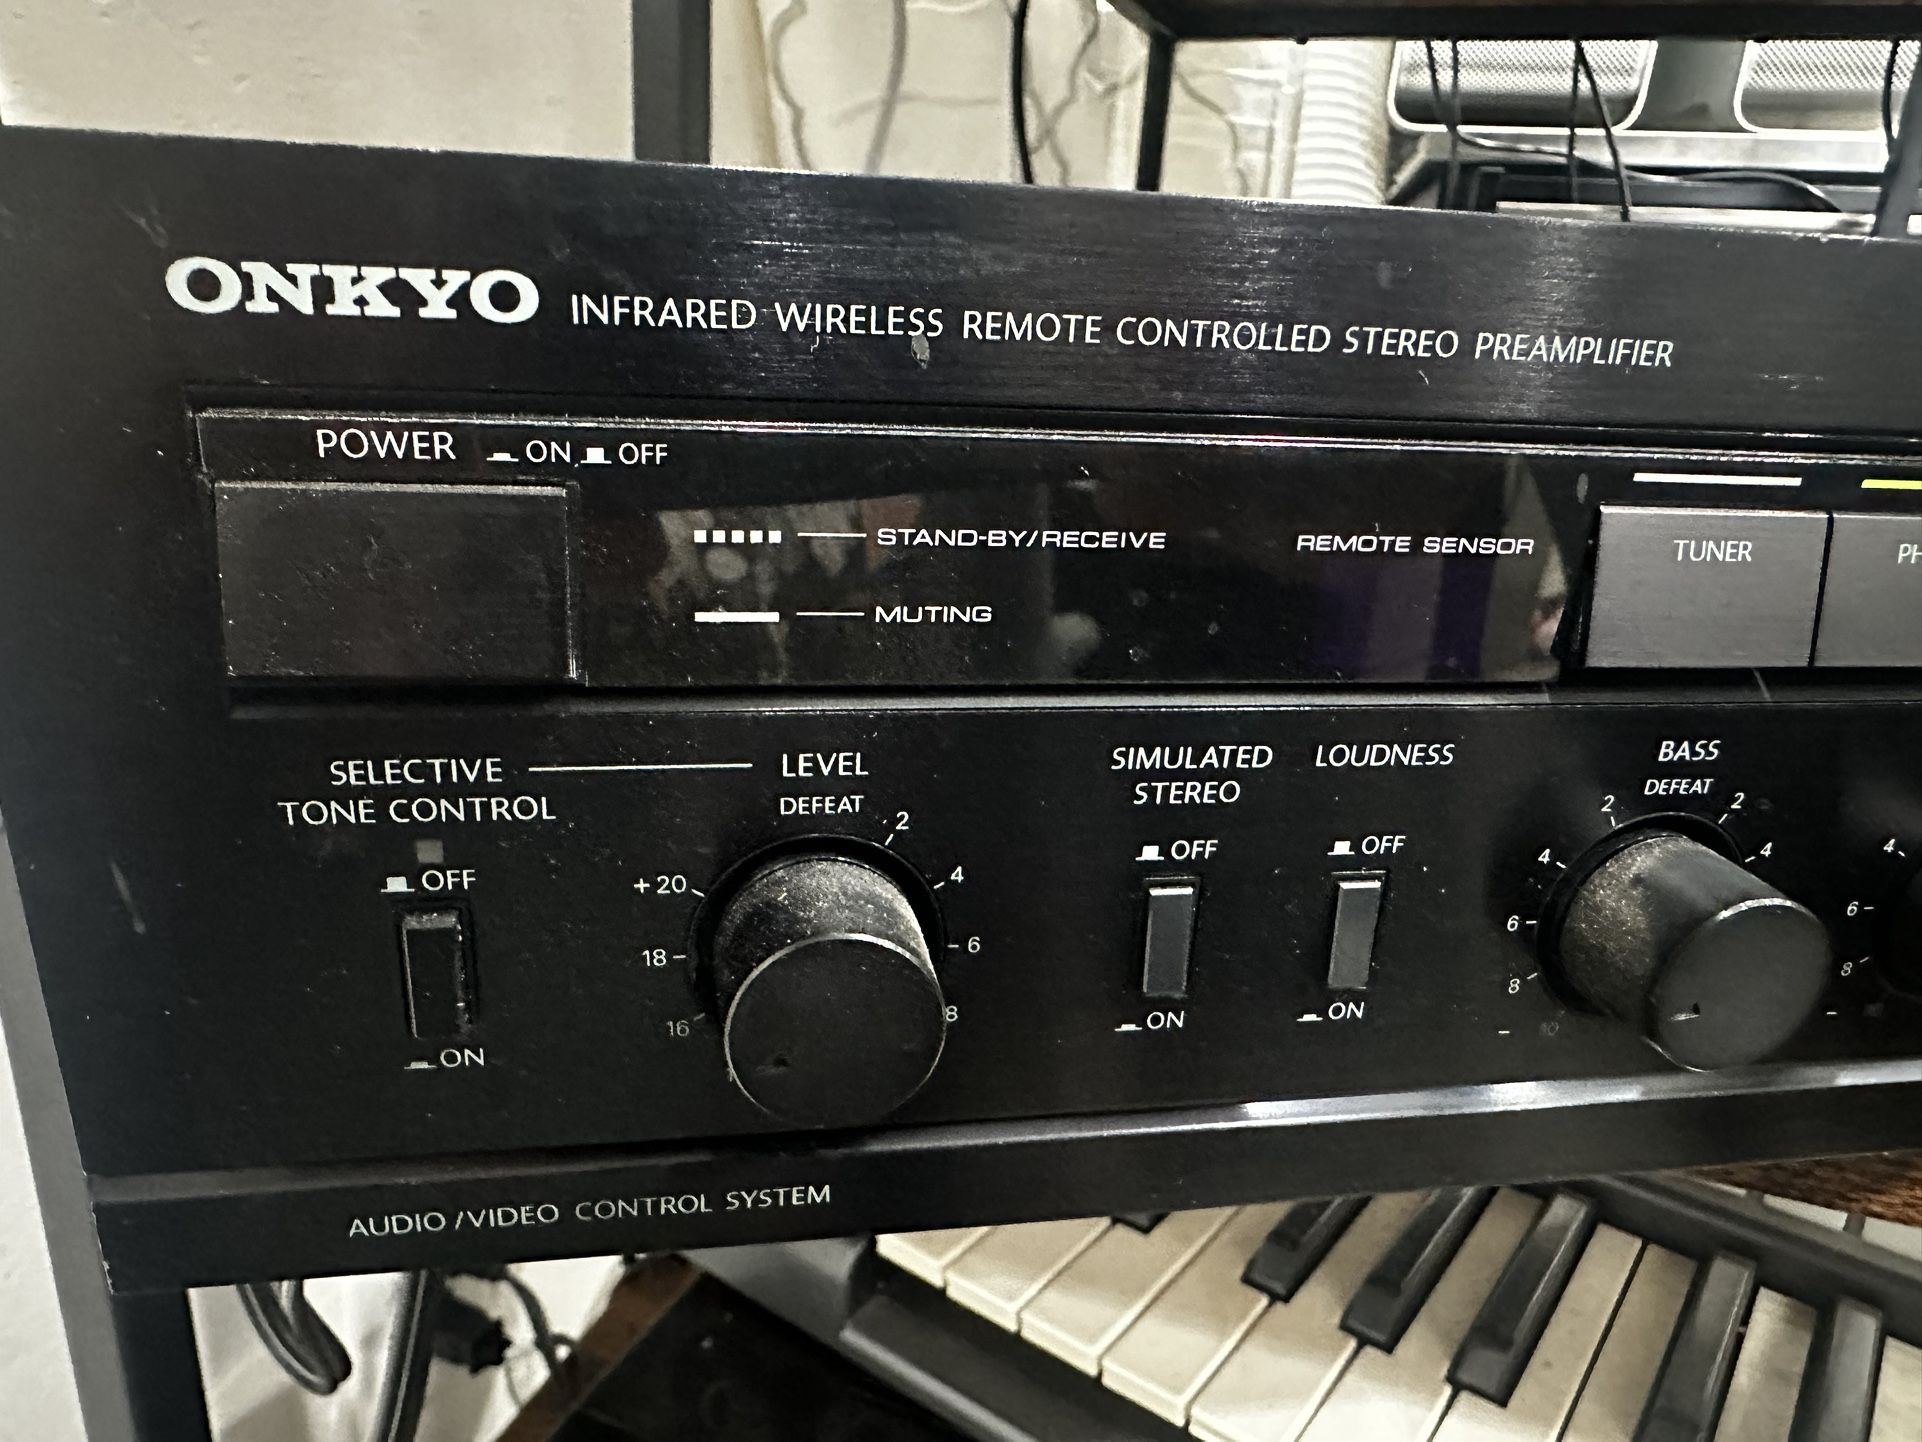 ONKYO INFRARED WIRELESS REMOTE CONTROLLED STEREO PREAMPLIFIER
POWER ON OFF
STAND-BY/RECEIVE
REMOTE SENSOR
MUTING
TUNER
SELECTIVE
TONE CONTROL
OFF
ON
LEVEL
DEFEAT
2
4
6
8
16
18
+20
SIMULATED
STEREO
OFF
ON
LOUDNESS
OFF
ON
BASS
DEFEAT
2 2
4 4
6
8
-
4
6
8
-
AUDIO/VIDEO CONTROL SYSTEM